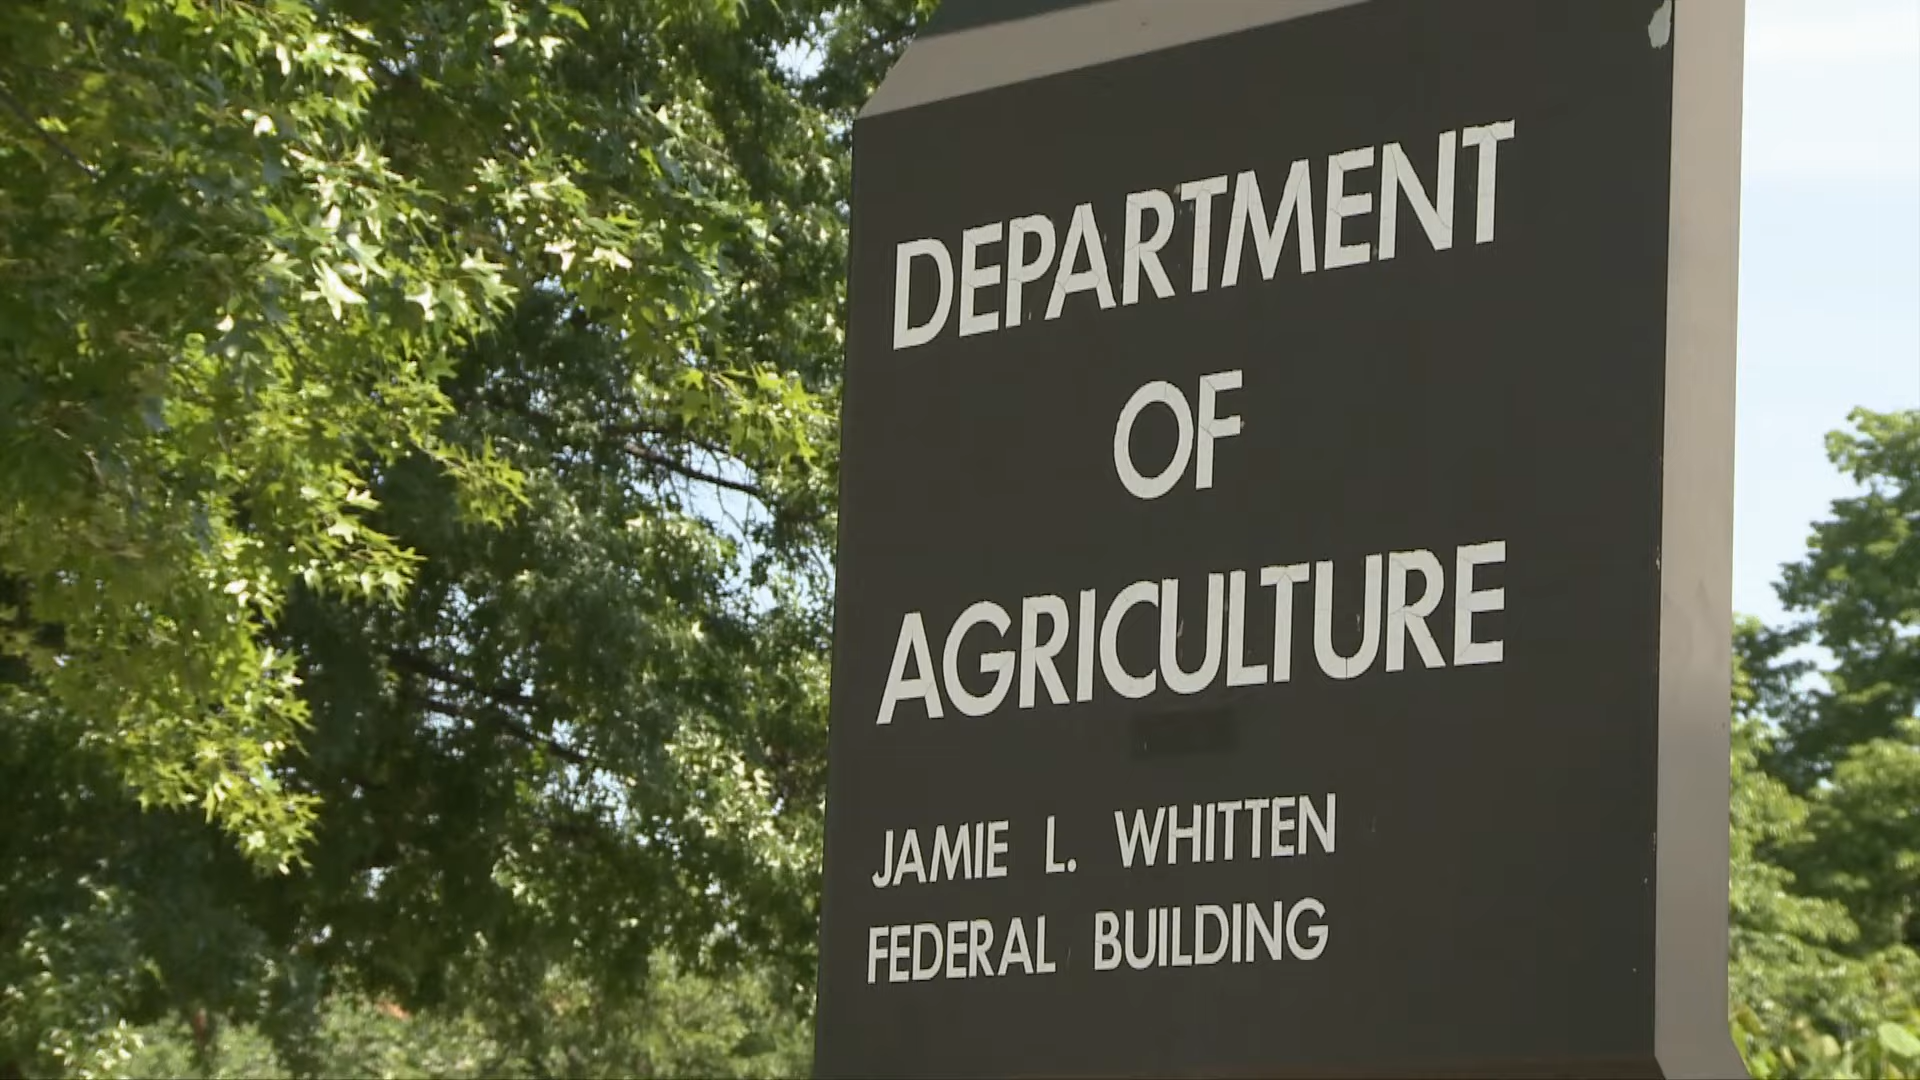 DEPARTMENT
OF
AGRICULTURE
JAMIE L. WHITTEN
FEDERAL BUILDING